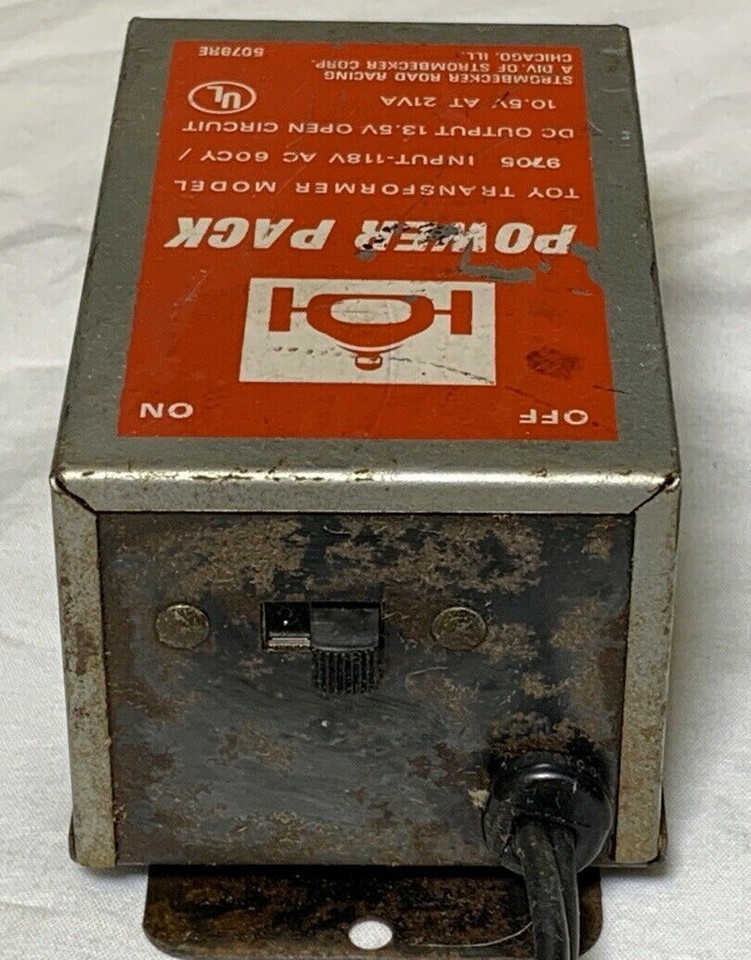 OFF ON
POWER PACK
TOY TRANSFORMER MODEL
9705 INPUT-118V AC 60CY /
DC OUTPUT 13.5V OPEN CIRCUIT
10.5V AT 21VA
UL
STROMBECKER ROAD RACING
A DIV. OF STROMBECKER CORP.
CHICAGO, ILL. 5078RE